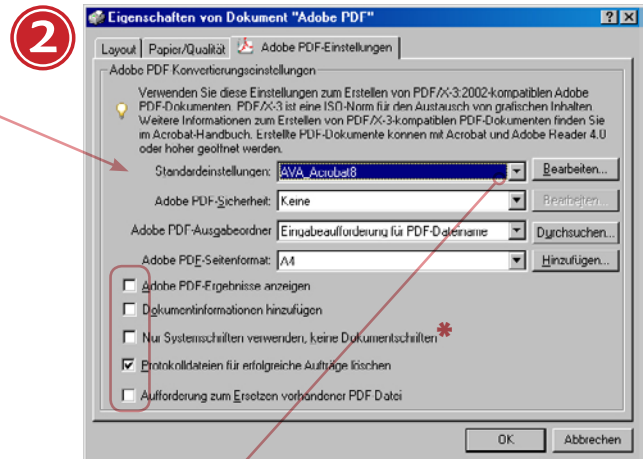 2
Eigenschaften von Dokument "Adobe PDF"
Layout Papier/Qualität Adobe PDF-Einstellungen
Adobe PDF Konvertierungseinstellungen
Verwenden Sie diese Einstellungen zum Erstellen von PDF/X-3:2002-kompatiblen Adobe
PDF-Dokumenten. PDF/X-3 ist eine ISO-Norm für den Austausch von grafischen Inhalten.
Weitere Informationen zum Erstellen von PDF/X-3-kompatiblen PDF-Dokumenten finden Sie
im Acrobat-Handbuch. Erstellte PDF-Dokumente können mit Acrobat und Adobe Reader 4.0
oder höher geöffnet werden.
Standardeinstellungen: AVA_Acrobat8 Bearbeiten...
Adobe PDF-Sicherheit: Keine Bearbeiten...
Adobe PDF-Ausgabeordner Eingabeaufforderung für PDF-Dateiname Durchsuchen...
Adobe PDF-Seitenformat: A4 Hinzufügen...
Adobe PDF-Ergebnisse anzeigen
Dokumentinformationen hinzufügen
Nur Systemschriften verwenden, keine Dokumentschriften *
Protokolldateien für erfolgreiche Aufträge löschen
Aufforderung zum Ersetzen vorhandener PDF Datei
OK Abbrechen